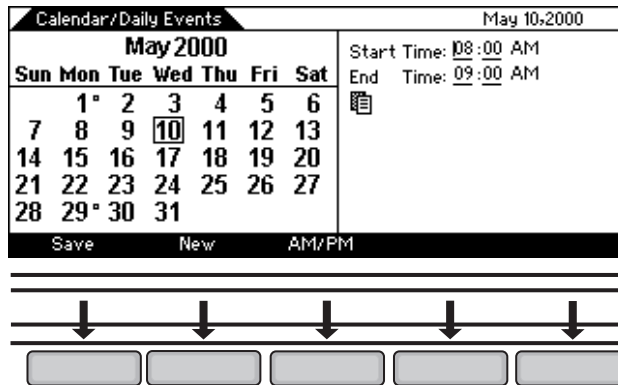 Calendar/Daily Events
May 10,2000
May 2000
Sun Mon Tue Wed Thu Fri Sat
1 2 3 4 5 6
7 8 9 10 11 12 13
14 15 16 17 18 19 20
21 22 23 24 25 26 27
28 29 30 31
Start Time: 08:00 AM
End Time: 09:00 AM
Save New AM/PM